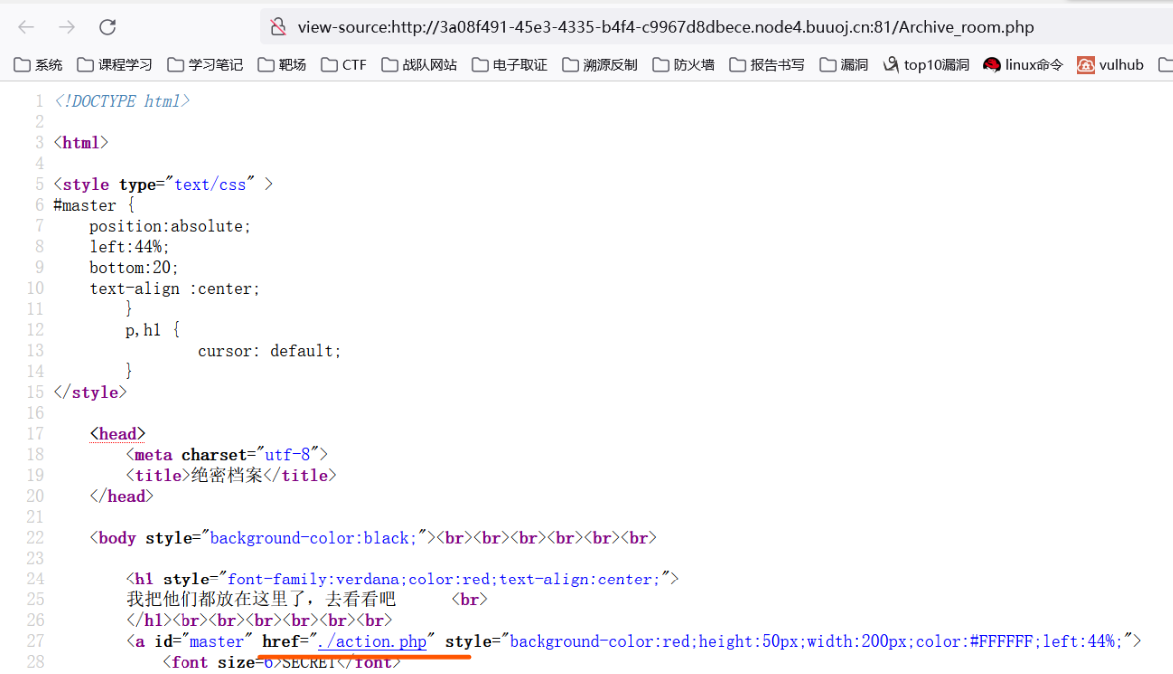 view-source:http://3a08f491-45e3-4335-b4f4-c9967d8dbece.node4.buuoj.cn:81/Archive_room.php
系统 课程学习 学习笔记 靶场 CTF 战队网站 电子取证 溯源反制 防火墙 报告书写 漏洞 top10漏洞 linux命令 vulhub
1 <!DOCTYPE html>
2
3 <html>
4
5 <style type="text/css" >
6 #master {
7 position:absolute;
8 left:44%;
9 bottom:20;
10 text-align :center;
11 }
12 p,h1 {
13 cursor: default;
14 }
15 </style>
16
17 <head>
18 <meta charset="utf-8">
19 <title>绝密档案</title>
20 </head>
21
22 <body style="background-color:black;"><br><br><br><br><br><br>
23
24 <h1 style="font-family:verdana;color:red;text-align:center;">
25 我把他们都放在这里了，去看看吧 <br>
26 </h1><br><br><br><br><br><br>
27 <a id="master" href="./action.php" style="background-color:red;height:50px;width:200px;color:#FFFFFF;left:44%;">
28 <font size=6>SECRET</font>